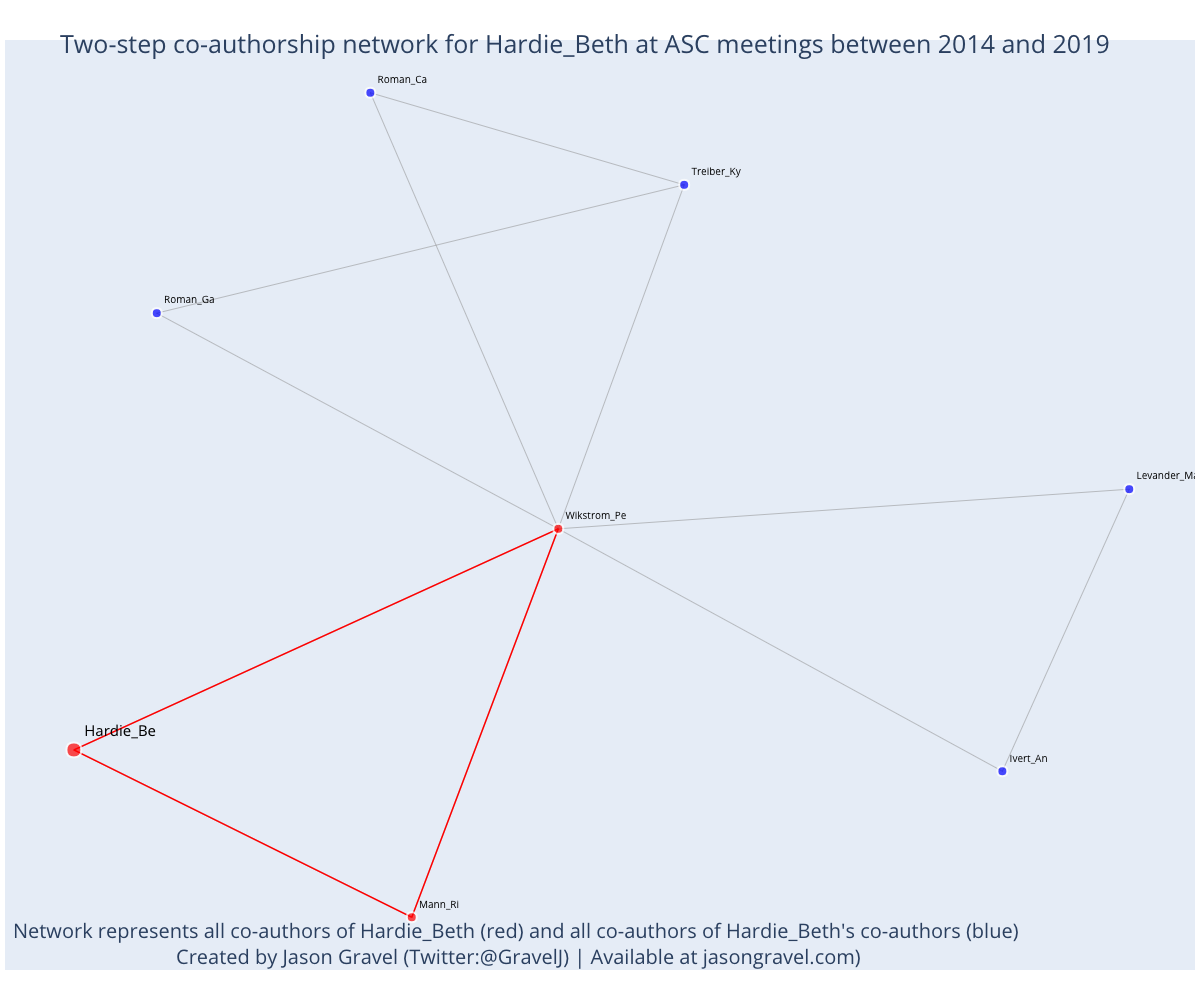 Two-step co-authorship network for Hardie_Beth at ASC meetings between 2014 and 2019
Roman_Ca
Treiber_Ky
Roman_Ga
Levander_Ma
Wikstrom_Pe
Hardie_Be
Ivert_An
Mann_Ri
Network represents all co-authors of Hardie_Beth (red) and all co-authors of Hardie_Beth's co-authors (blue)
Created by Jason Gravel (Twitter:@GravelJ) | Available at jasongravel.com)